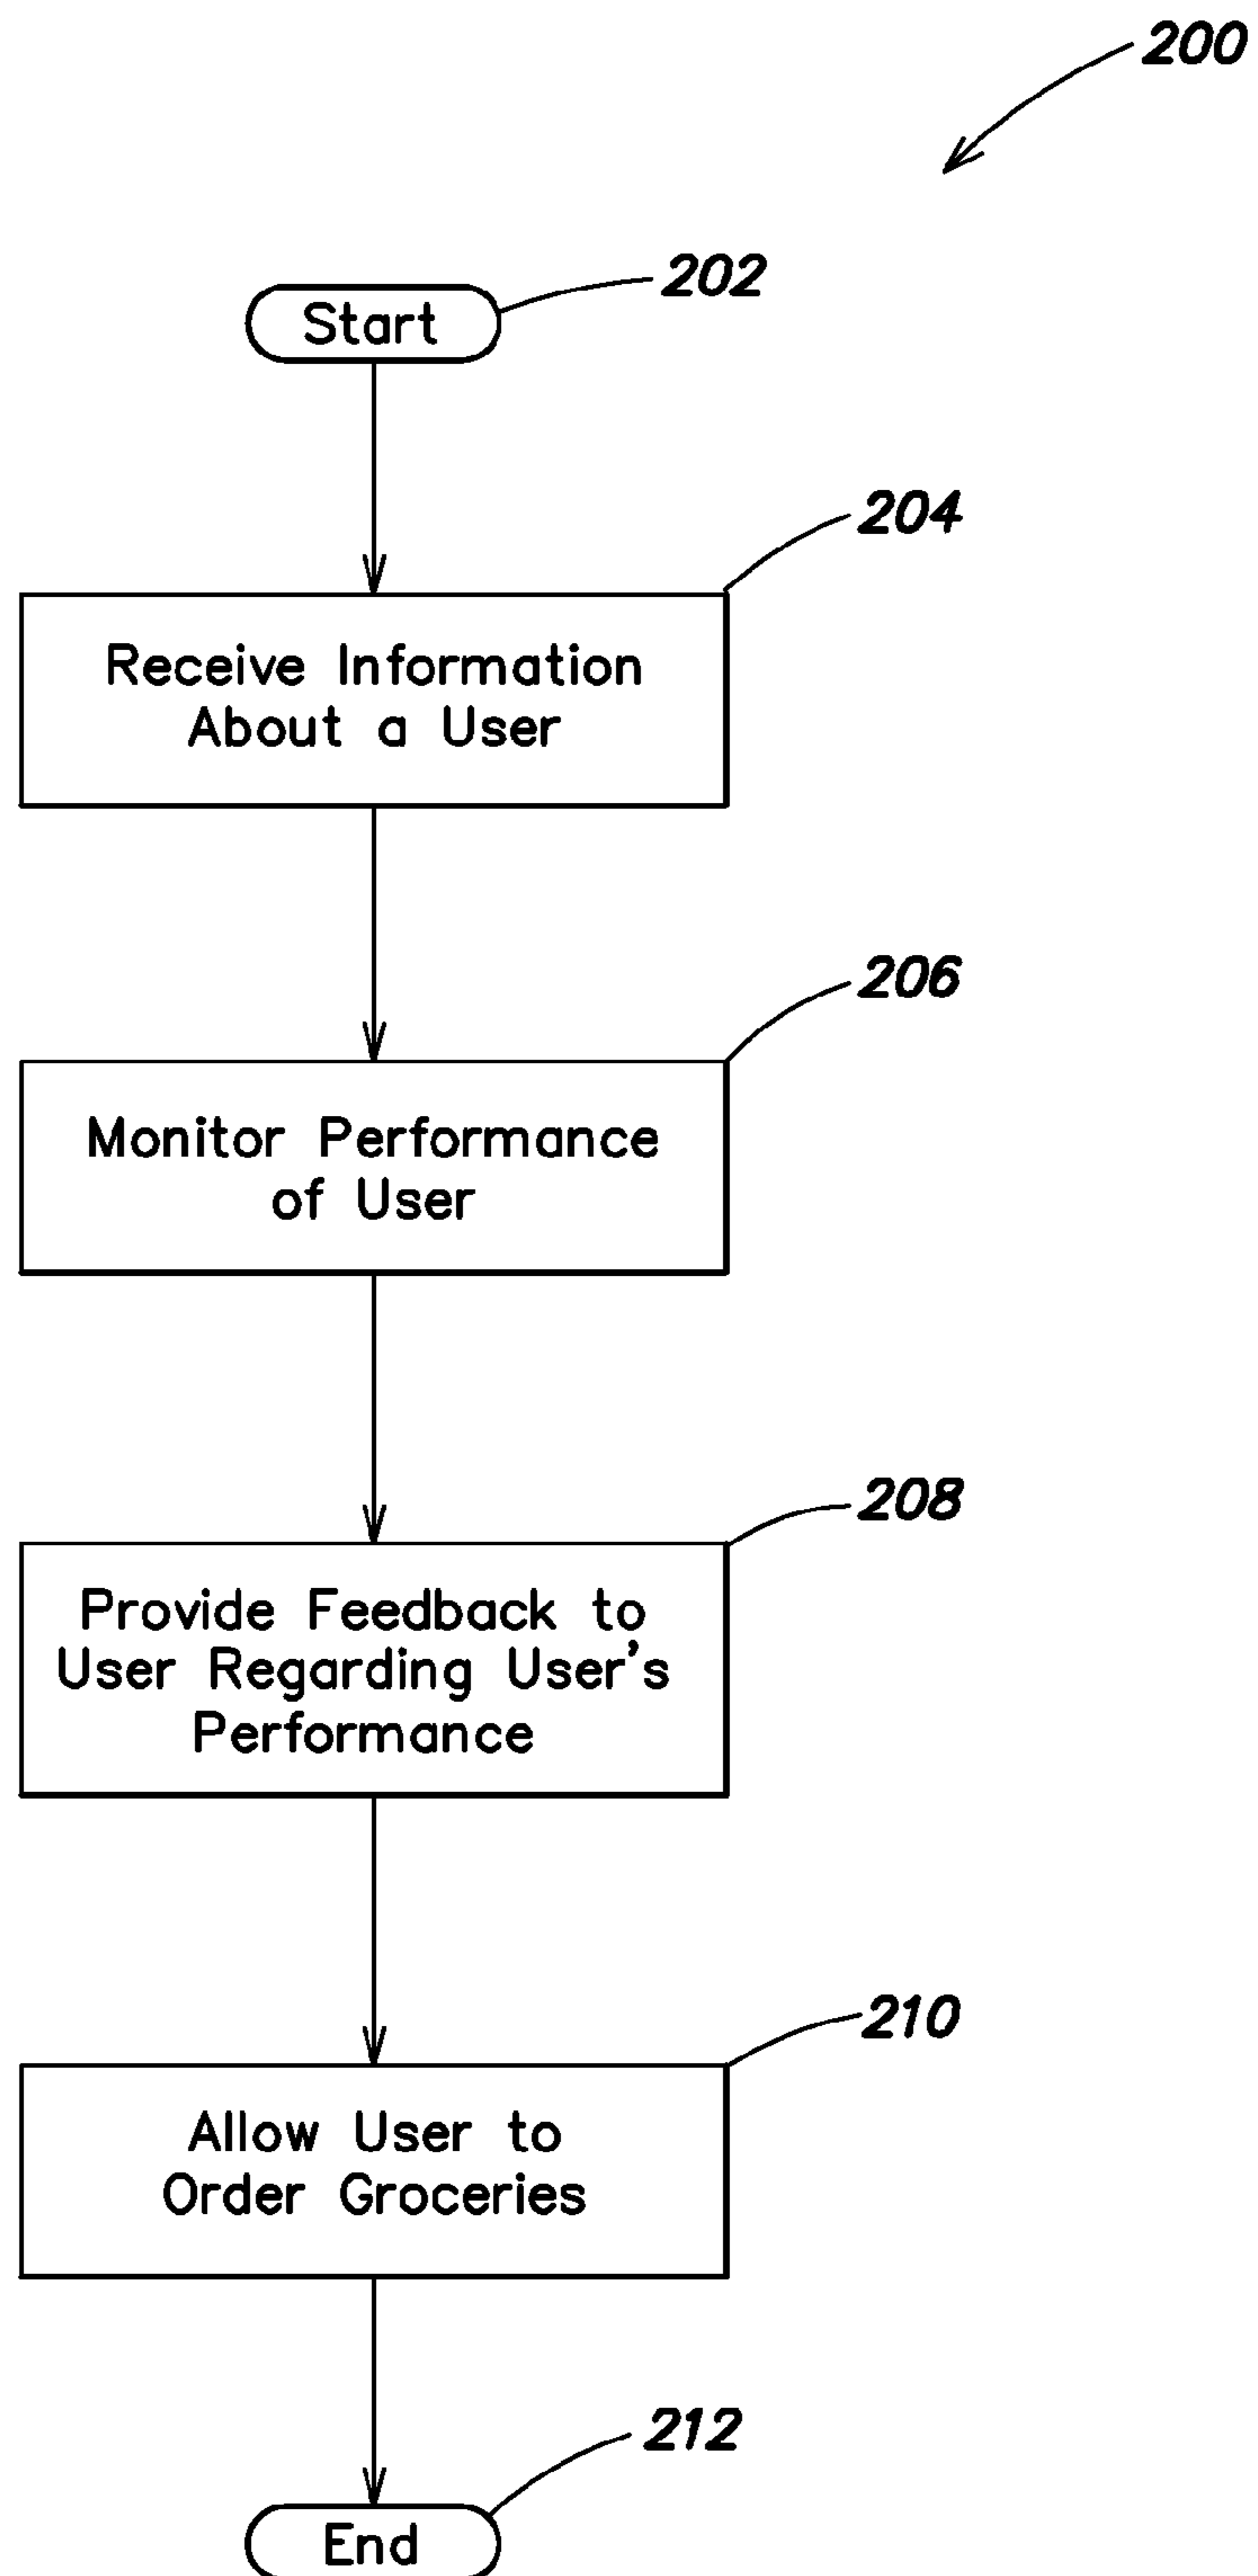 200
202
Start
204
Receive Information
About a User
206
Monitor Performance
of User
208
Provide Feedback to
User Regarding User's
Performance
210
Allow User to
Order Groceries
212
End